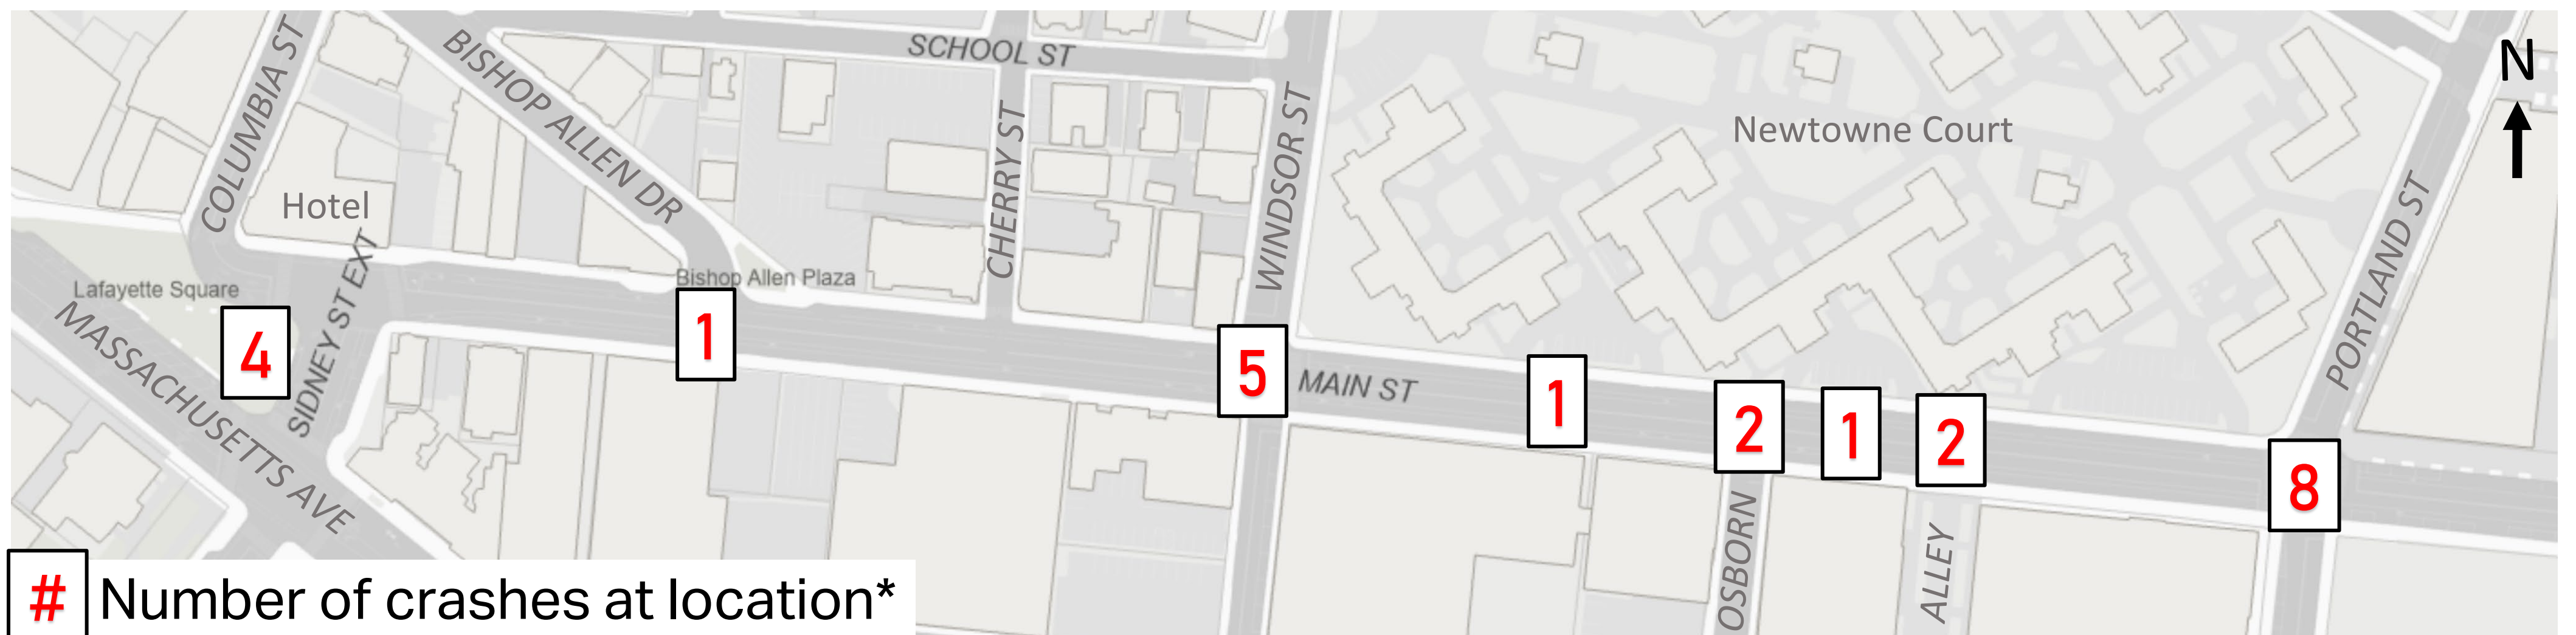 COLUMBIA ST
BISHOP ALLEN DR
SCHOOL ST
CHERRY ST
WINDSOR ST
Newtowne Court
N
PORTLAND ST
Hotel
Lafayette Square
SIDNEY ST EXT
Bishop Allen Plaza
MASSACHUSETTS AVE
MAIN ST
4
1
5
1
2
1
2
8
OSBORN
ALLEY
# Number of crashes at location*